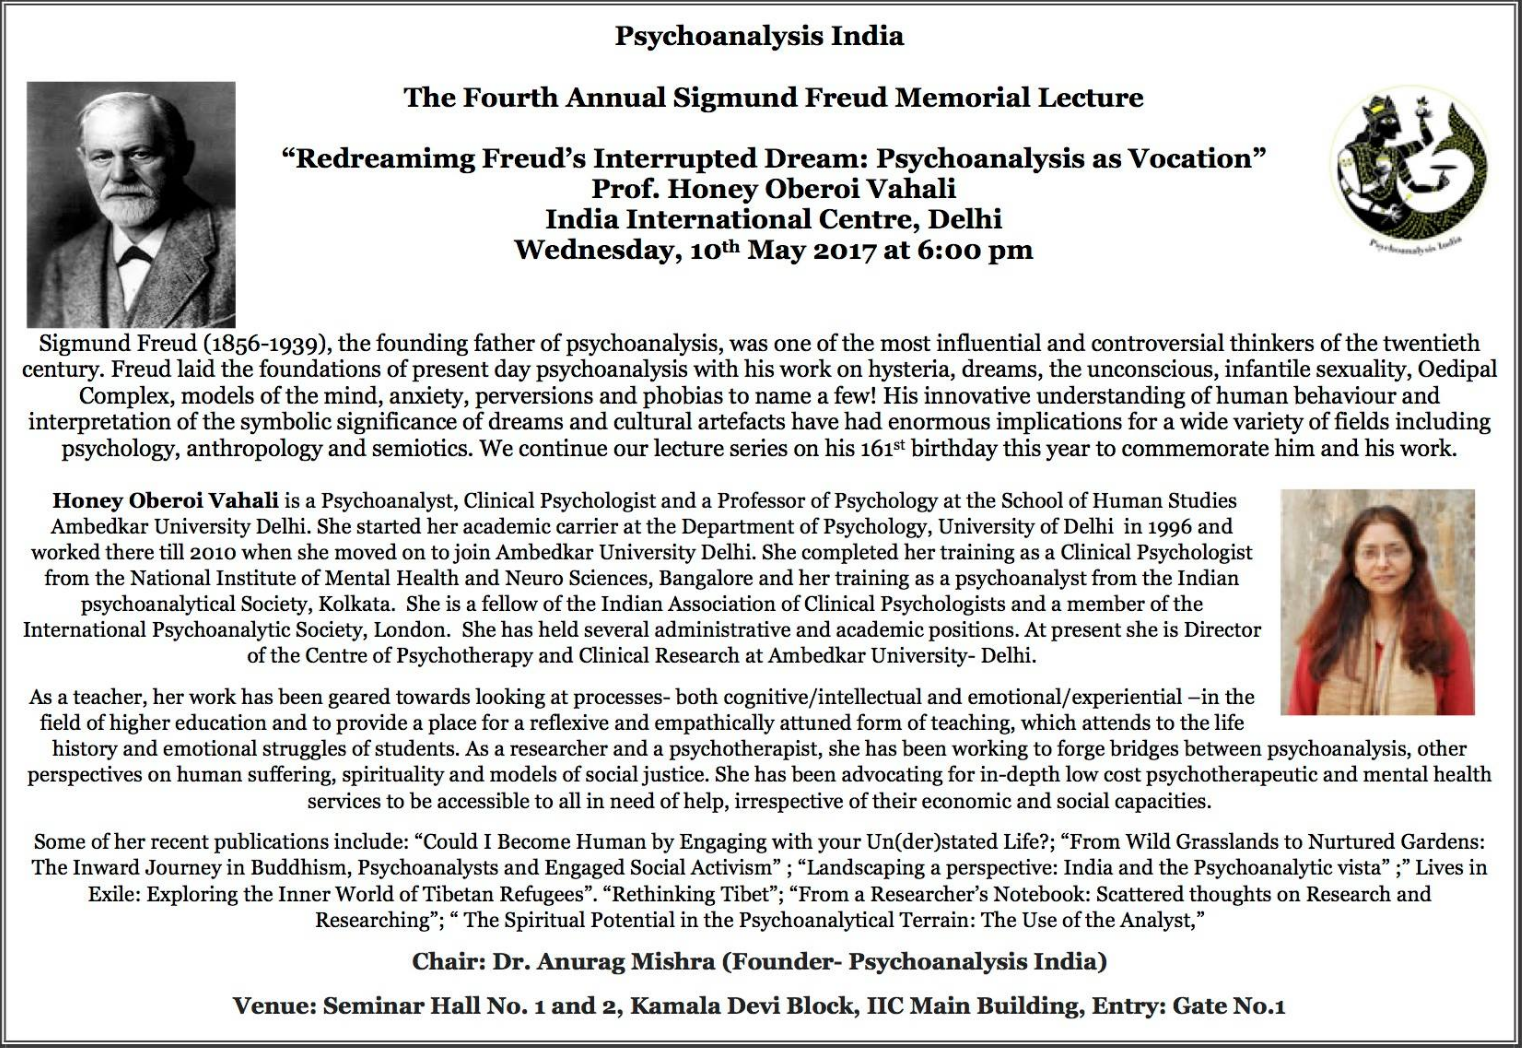 Psychoanalysis India
The Fourth Annual Sigmund Freud Memorial Lecture
“Redreamimg Freud’s Interrupted Dream: Psychoanalysis as Vocation”
Prof. Honey Oberoi Vahali
India International Centre, Delhi
Wednesday, 10th May 2017 at 6:00 pm
Psychoanalysis India
Sigmund Freud (1856-1939), the founding father of psychoanalysis, was one of the most influential and controversial thinkers of the twentieth
century. Freud laid the foundations of present day psychoanalysis with his work on hysteria, dreams, the unconscious, infantile sexuality, Oedipal
Complex, models of the mind, anxiety, perversions and phobias to name a few! His innovative understanding of human behaviour and
interpretation of the symbolic significance of dreams and cultural artefacts have had enormous implications for a wide variety of fields including
psychology, anthropology and semiotics. We continue our lecture series on his 161st birthday this year to commemorate him and his work.
Honey Oberoi Vahali is a Psychoanalyst, Clinical Psychologist and a Professor of Psychology at the School of Human Studies
Ambedkar University Delhi. She started her academic carrier at the Department of Psychology, University of Delhi in 1996 and
worked there till 2010 when she moved on to join Ambedkar University Delhi. She completed her training as a Clinical Psychologist
from the National Institute of Mental Health and Neuro Sciences, Bangalore and her training as a psychoanalyst from the Indian
psychoanalytical Society, Kolkata. She is a fellow of the Indian Association of Clinical Psychologists and a member of the
International Psychoanalytic Society, London. She has held several administrative and academic positions. At present she is Director
of the Centre of Psychotherapy and Clinical Research at Ambedkar University- Delhi.
As a teacher, her work has been geared towards looking at processes- both cognitive/intellectual and emotional/experiential –in the
field of higher education and to provide a place for a reflexive and empathically attuned form of teaching, which attends to the life
history and emotional struggles of students. As a researcher and a psychotherapist, she has been working to forge bridges between psychoanalysis, other
perspectives on human suffering, spirituality and models of social justice. She has been advocating for in-depth low cost psychotherapeutic and mental health
services to be accessible to all in need of help, irrespective of their economic and social capacities.
Some of her recent publications include: “Could I Become Human by Engaging with your Un(der)stated Life?; “From Wild Grasslands to Nurtured Gardens:
The Inward Journey in Buddhism, Psychoanalysts and Engaged Social Activism” ; “Landscaping a perspective: India and the Psychoanalytic vista” ;” Lives in
Exile: Exploring the Inner World of Tibetan Refugees”. “Rethinking Tibet”; “From a Researcher’s Notebook: Scattered thoughts on Research and
Researching”; “ The Spiritual Potential in the Psychoanalytical Terrain: The Use of the Analyst,”
Chair: Dr. Anurag Mishra (Founder- Psychoanalysis India)
Venue: Seminar Hall No. 1 and 2, Kamala Devi Block, IIC Main Building, Entry: Gate No.1